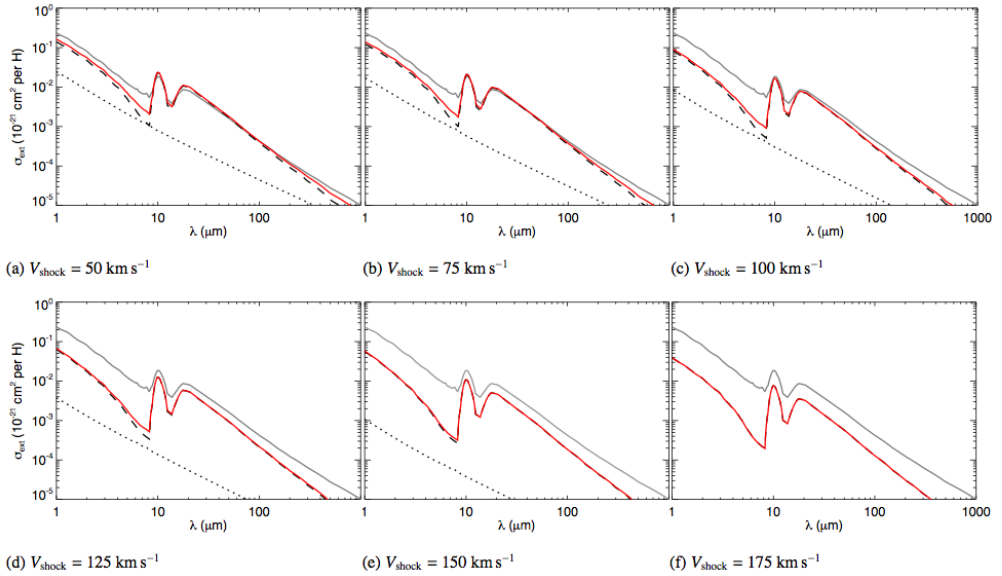 10⁰
10⁻¹
10⁻²
10⁻³
10⁻⁴
10⁻⁵
σext (10⁻²¹ cm² per H)
1 10 100 1 10 100 1 10 100 1000
λ (μm) λ (μm) λ (μm)
(a) Vshock = 50 km s⁻¹ (b) Vshock = 75 km s⁻¹ (c) Vshock = 100 km s⁻¹
10⁰
10⁻¹
10⁻²
10⁻³
10⁻⁴
10⁻⁵
σext (10⁻²¹ cm² per H)
1 10 100 1 10 100 1 10 100 1000
λ (μm) λ (μm) λ (μm)
(d) Vshock = 125 km s⁻¹ (e) Vshock = 150 km s⁻¹ (f) Vshock = 175 km s⁻¹